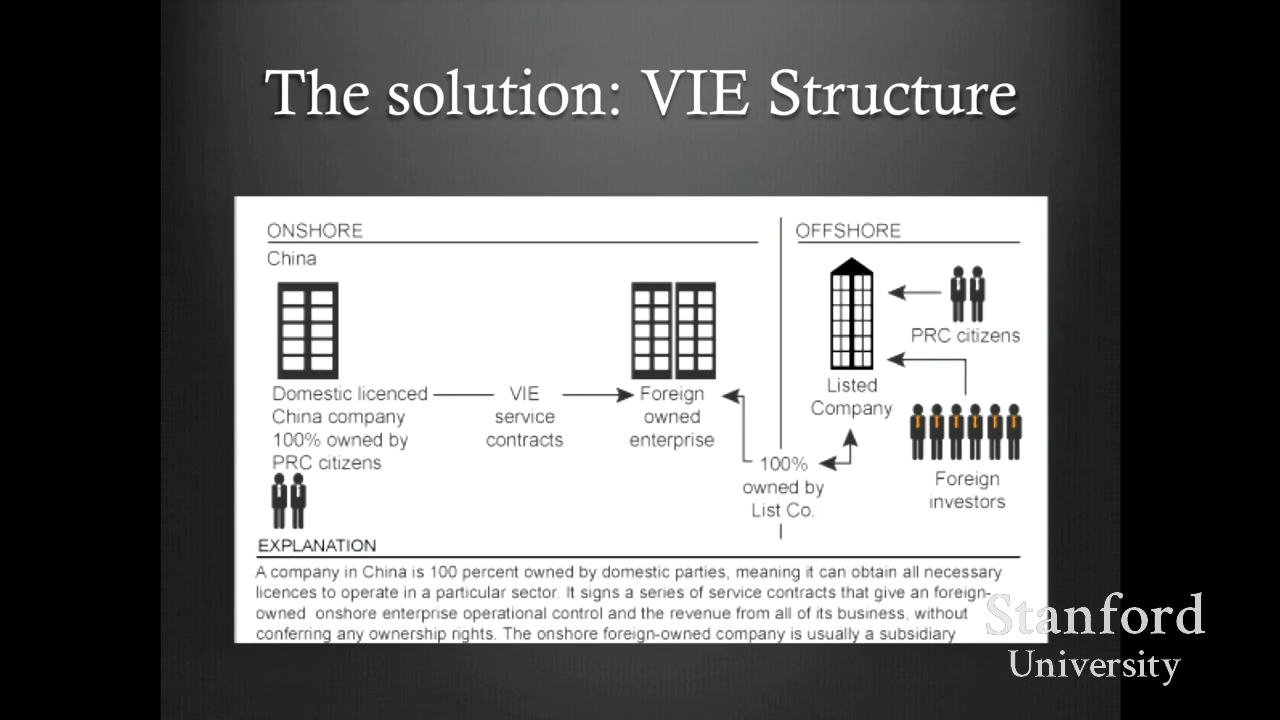 The solution: VIE Structure
ONSHORE
China
Domestic licenced
China company
100% owned by
PRC citizens
VIE
service
contracts
Foreign
owned
enterprise
100%
owned by
List Co.
OFFSHORE
PRC citizens
Listed
Company
Foreign
investors
EXPLANATION
A company in China is 100 percent owned by domestic parties, meaning it can obtain all necessary
licences to operate in a particular sector. It signs a series of service contracts that give an foreign-
owned onshore enterprise operational control and the revenue from all of its business, without
conferring any ownership rights. The onshore foreign-owned company is usually a subsidiary
Stanford
University